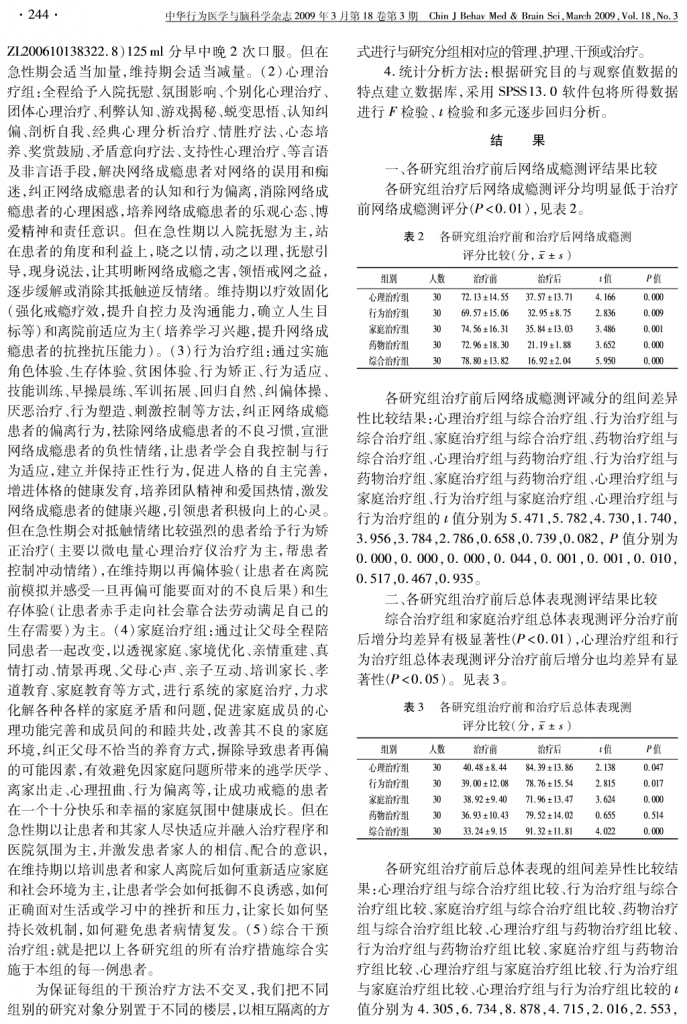 · 244 ·
中华行为医学与脑科学杂志 2009 年 3 月第 18 卷第 3 期 Chin J Behav Med & Brain Sci, March 2009, Vol. 18, No. 3
ZL200610138322. 8) 125 ml 分早中晚 2 次口服。但在
急性期会适当加量,维持期会适当减量。(2)心理治
疗组:全程给予入院抚慰、氛围影响、个别化心理治疗、
团体心理治疗、利弊认知、游戏揭秘、蜕变思悟、认知纠
偏、剖析自我、经典心理分析治疗、情胜疗法、心态培
养、奖赏鼓励、矛盾意向疗法、支持性心理治疗、等言语
及非言语手段,解决网络成瘾患者对网络的误用和痴
迷,纠正网络成瘾患者的认知和行为偏离,消除网络成
瘾患者的心理困惑,培养网络成瘾患者的乐观心态、博
爱精神和责任意识。但在急性期以入院抚慰为主,站
在患者的角度和利益上,晓之以情,动之以理,抚慰引
导,现身说法,让其明晰网络成瘾之害,领悟戒网之益,
逐步缓解或消除其抵触逆反情绪。维持期以疗效固化
(强化戒瘾疗效,提升自控力及沟通能力,确立人生目
标等)和离院前适应为主(培养学习兴趣,提升网络成
瘾患者的抗挫抗压能力)。(3)行为治疗组:通过实施
角色体验、生存体验、贫困体验、行为矫正、行为适应、
技能训练、早操晨练、军训拓展、回归自然、纠偏体操、
厌恶治疗、行为塑造、刺激控制等方法,纠正网络成瘾
患者的偏离行为,祛除网络成瘾患者的不良习惯,宣泄
网络成瘾患者的负性情绪,让患者学会自我控制与行
为适应,建立并保持正性行为,促进人格的自主完善,
增进体格的健康发育,培养团队精神和爱国热情,激发
网络成瘾患者的健康兴趣,引领患者积极向上的心灵。
但在急性期会对抵触情绪比较强烈的患者给予行为矫
正治疗(主要以微电量心理治疗仪治疗为主,帮患者
控制冲动情绪),在维持期以再偏体验(让患者在离院
前模拟并感受一旦再偏可能要面对的不良后果)和生
存体验(让患者赤手走向社会靠合法劳动满足自己的
生存需要)为主。(4)家庭治疗组:通过让父母全程陪
同患者一起改变,以透视家庭、家境优化、亲情重建、真
情打动、情景再现、父母心声、亲子互动、培训家长、孝
道教育、家庭教育等方式,进行系统的家庭治疗,力求
化解各种各样的家庭矛盾和问题,促进家庭成员的心
理功能完善和成员间的和睦共处,改善其不良的家庭
环境,纠正父母不恰当的养育方式,摒除导致患者再偏
的可能因素,有效避免因家庭问题所带来的逃学厌学、
离家出走、心理扭曲、行为偏离等,让成功戒瘾的患者
在一个十分快乐和幸福的家庭氛围中健康成长。但在
急性期以让患者和其家人尽快适应并融入治疗程序和
医院氛围为主,并激发患者家人的相信、配合的意识,
在维持期以培训患者和家人离院后如何重新适应家庭
和社会环境为主,让患者学会如何抵御不良诱惑,如何
正确面对生活或学习中的挫折和压力,让家长如何坚
持长效机制,如何避免患者病情复发。(5)综合干预
治疗组:就是把以上各研究组的所有治疗措施综合实
施于本组的每一例患者。
为保证每组的干预治疗方法不交叉,我们把不同
组别的研究对象分别置于不同的楼层,以相互隔离的方
式进行与研究分组相对应的管理、护理、干预或治疗。
4. 统计分析方法:根据研究目的与观察值数据的
特点建立数据库,采用 SPSS13. 0 软件包将所得数据
进行 F 检验、t 检验和多元逐步回归分析。
结 果
一、各研究组治疗前后网络成瘾测评结果比较
各研究组治疗后网络成瘾测评分均明显低于治疗
前网络成瘾测评分(P<0. 01),见表 2。
表 2 各研究组治疗前和治疗后网络成瘾测
评分比较(分, x̄ ± s)
组别 人数 治疗前 治疗后 t 值 P 值
心理治疗组 30 72. 13 ± 14. 55 37. 57 ± 13. 71 4. 166 0. 000
行为治疗组 30 69. 57 ± 15. 06 32. 95 ± 8. 75 2. 836 0. 009
家庭治疗组 30 74. 56 ± 16. 31 35. 84 ± 13. 03 3. 486 0. 001
药物治疗组 30 72. 96 ± 18. 30 21. 19 ± 1. 88 3. 652 0. 000
综合治疗组 30 78. 80 ± 13. 82 16. 92 ± 2. 04 5. 950 0. 000
各研究组治疗前后网络成瘾测评减分的组间差异
性比较结果:心理治疗组与综合治疗组、行为治疗组与
综合治疗组、家庭治疗组与综合治疗组、药物治疗组与
综合治疗组、心理治疗组与药物治疗组、行为治疗组与
药物治疗组、家庭治疗组与药物治疗组、心理治疗组与
家庭治疗组、行为治疗组与家庭治疗组、心理治疗组与
行为治疗组的 t 值分别为 5. 471,5. 782,4. 730,1. 740,
3. 956,3. 784,2. 786,0. 658,0. 739,0. 082, P 值分别为
0. 000, 0. 000, 0. 000, 0. 044, 0. 001, 0. 001, 0. 010,
0. 517,0. 467,0. 935。
二、各研究组治疗前后总体表现测评结果比较
综合治疗组和家庭治疗组总体表现测评分治疗前
后增分均差异有极显著性(P<0. 01),心理治疗组和行
为治疗组总体表现测评分治疗前后增分也均差异有显
著性(P<0. 05)。见表 3。
表 3 各研究组治疗前和治疗后总体表现测
评分比较(分, x̄ ± s)
组别 人数 治疗前 治疗后 t 值 P 值
心理治疗组 30 40. 48 ± 8. 44 84. 39 ± 13. 86 2. 138 0. 047
行为治疗组 30 39. 00 ± 12. 08 78. 76 ± 15. 54 2. 815 0. 017
家庭治疗组 30 38. 92 ± 9. 40 71. 96 ± 13. 47 3. 624 0. 000
药物治疗组 30 36. 93 ± 10. 43 79. 52 ± 14. 02 0. 655 0. 514
综合治疗组 30 33. 24 ± 9. 15 91. 32 ± 11. 81 4. 022 0. 000
各研究组治疗前后总体表现的组间差异性比较结
果:心理治疗组与综合治疗组比较、行为治疗组与综合
治疗组比较、家庭治疗组与综合治疗组比较、药物治疗
组与综合治疗组比较、心理治疗组与药物治疗组比较、
行为治疗组与药物治疗组比较、家庭治疗组与药物治
疗组比较、心理治疗组与家庭治疗组比较、行为治疗组
与家庭治疗组比较、心理治疗组与行为治疗组比较的 t
值分别为 4. 305,6. 734,8. 878,4. 715,2. 016,2. 553,